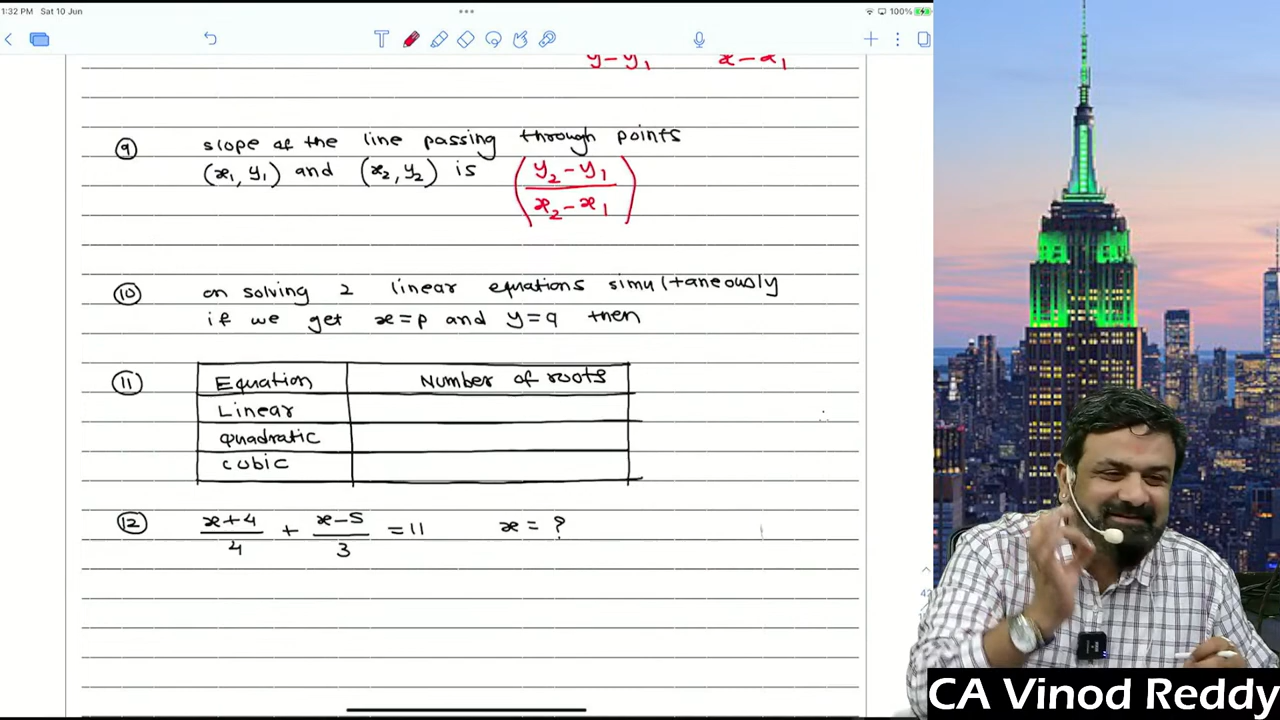 1:32 PM Sat 10 Jun
100%
T
y-y₁ x-x₁
⑨ slope of the line passing through points
(x₁, y₁) and (x₂, y₂) is (y₂-y₁ / x₂-x₁)
⑩ on solving 2 linear equations simultaneously
if we get x=p and y=q then
⑪ Equation Number of roots
Linear
quadratic
cubic
⑫ x+4/4 + x-5/3 = 11 x = ?
CA Vinod Reddy